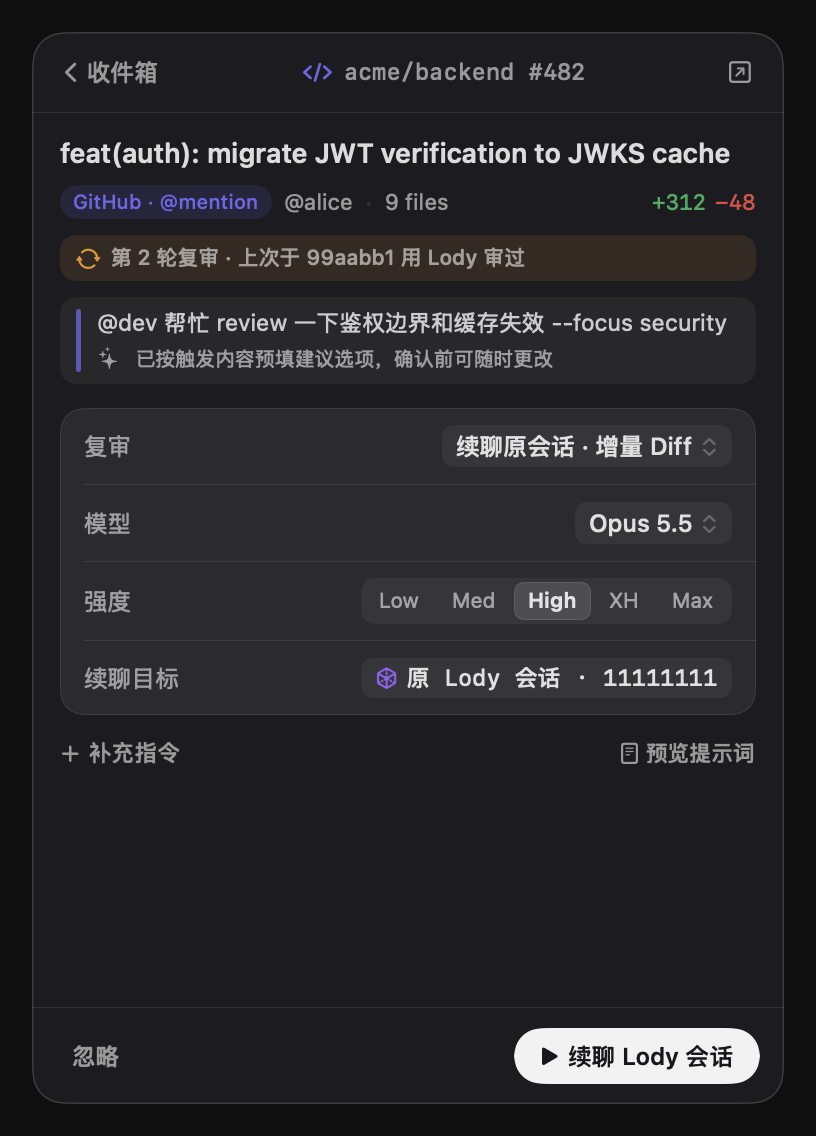 收件箱
</> acme/backend #482
feat(auth): migrate JWT verification to JWKS cache
GitHub · @mention @alice · 9 files +312 −48
第 2 轮复审 · 上次于 99aabb1 用 Lody 审过
@dev 帮忙 review 一下鉴权边界和缓存失效 --focus security
已按触发内容预填建议选项，确认前可随时更改
复审 续聊原会话 · 增量 Diff
模型 Opus 5.5
强度 Low Med High XH Max
续聊目标 原 Lody 会话 · 11111111
+ 补充指令 预览提示词
忽略 续聊 Lody 会话